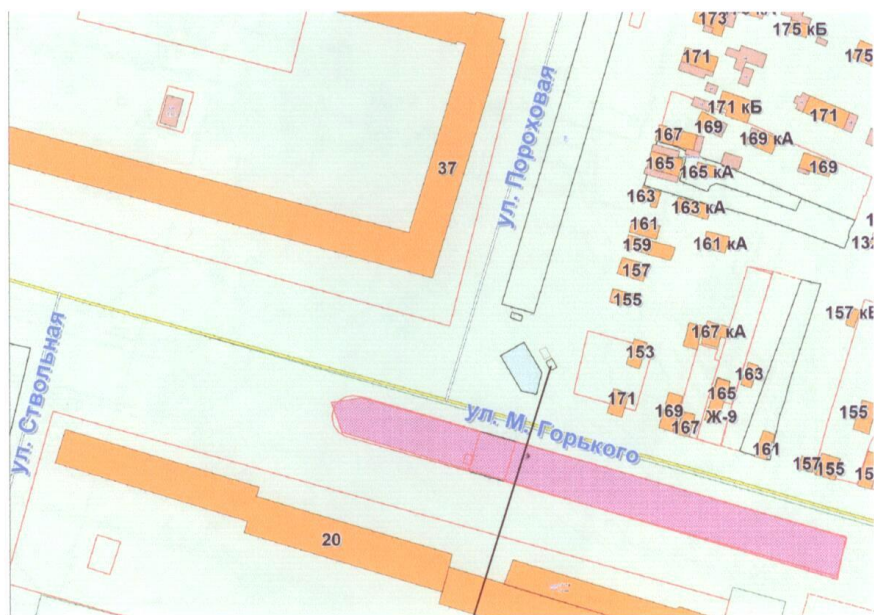 173
175 кБ
175
171
171 кБ
169
171
167
169 кА
165
165 кА
169
163
163 кА
161
159
161 кА
157
155
37
ул. Пороховая
ул. Ствольная
167 кА
153
163
171
165
169
Ж-9
167
161
155
157
155
ул. М. Горького
20